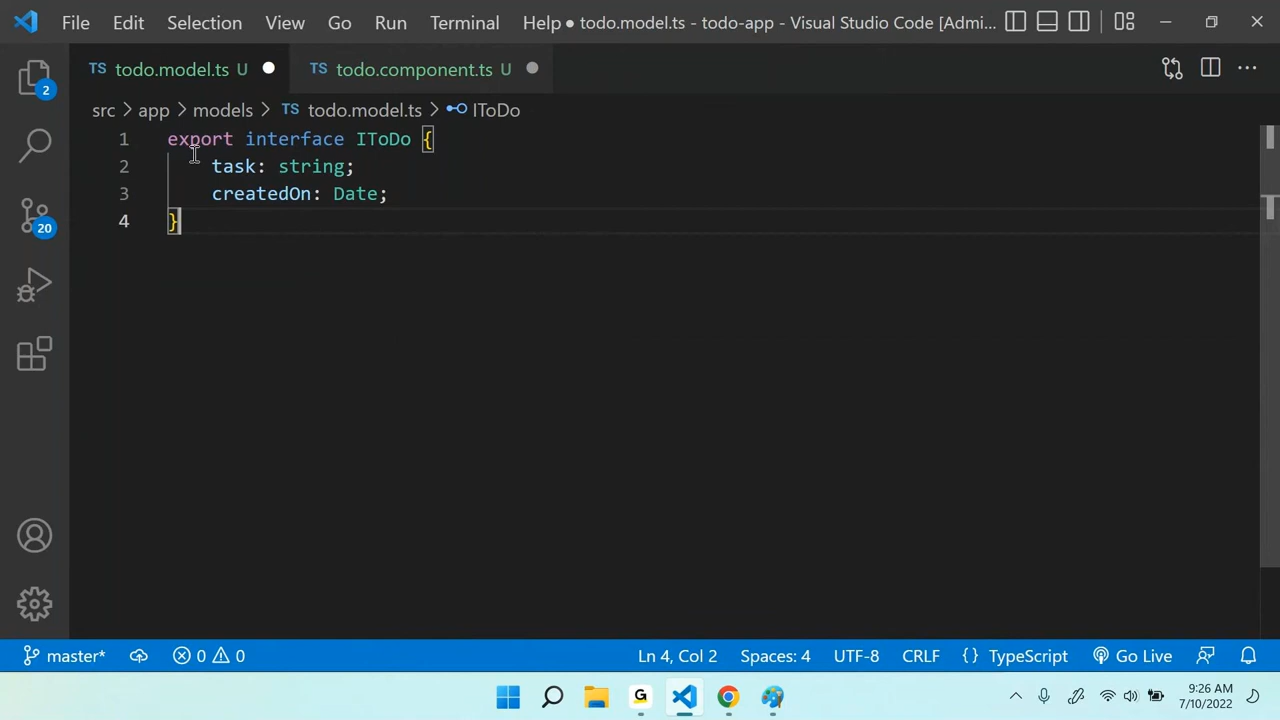 File Edit Selection View Go Run Terminal Help ● todo.model.ts - todo-app - Visual Studio Code [Admi...
TS todo.model.ts U ● TS todo.component.ts U ●
src > app > models > TS todo.model.ts > IToDo
1 export interface IToDo {
2 task: string;
3 createdOn: Date;
4 }
2
20
master* 0 0 Ln 4, Col 2 Spaces: 4 UTF-8 CRLF {} TypeScript Go Live
G
9:26 AM
7/10/2022